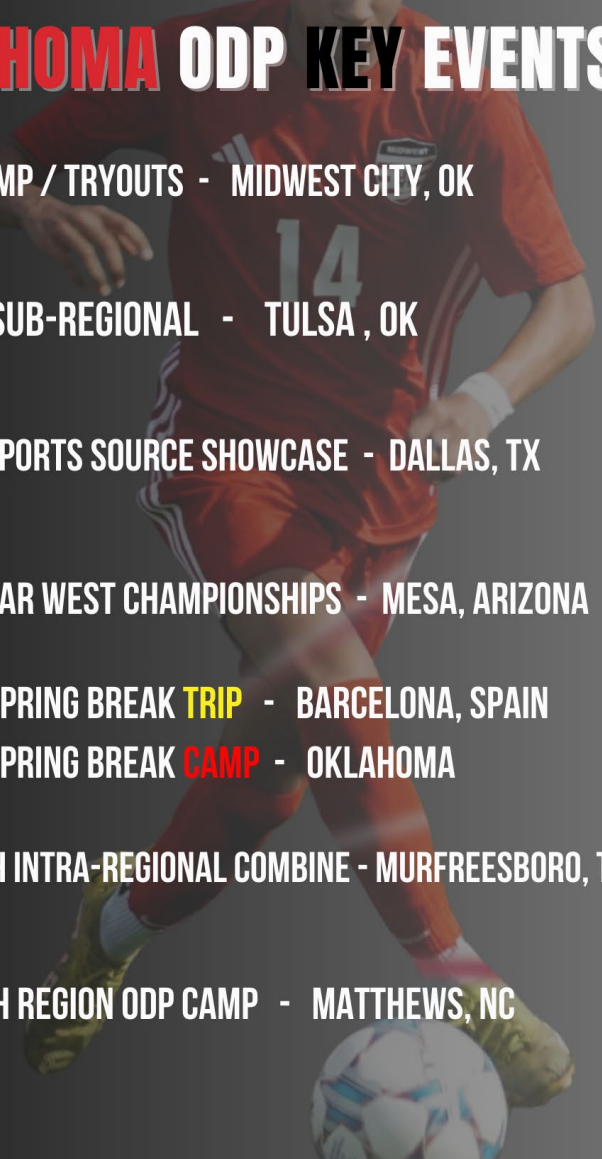 HOMA ODP KEY EVENTS
MP / TRYOUTS - MIDWEST CITY, OK
MIDWEST
14
SUB-REGIONAL - TULSA , OK
PORTS SOURCE SHOWCASE - DALLAS, TX
AR WEST CHAMPIONSHIPS - MESA, ARIZONA
PRING BREAK TRIP - BARCELONA, SPAIN
PRING BREAK CAMP - OKLAHOMA
H INTRA-REGIONAL COMBINE - MURFREESBORO, T
H REGION ODP CAMP - MATTHEWS, NC